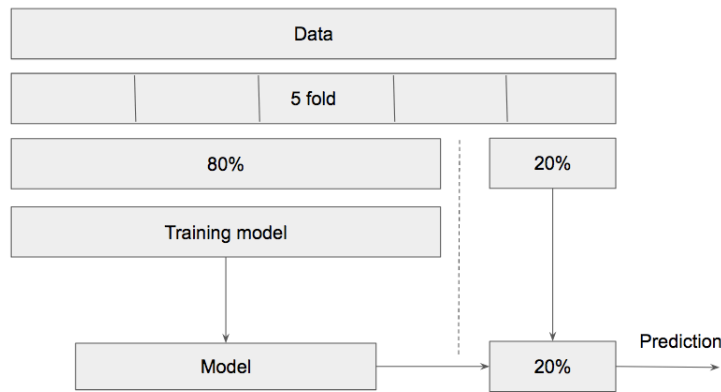 Data
5 fold
80%
20%
Training model
Model
20%
Prediction